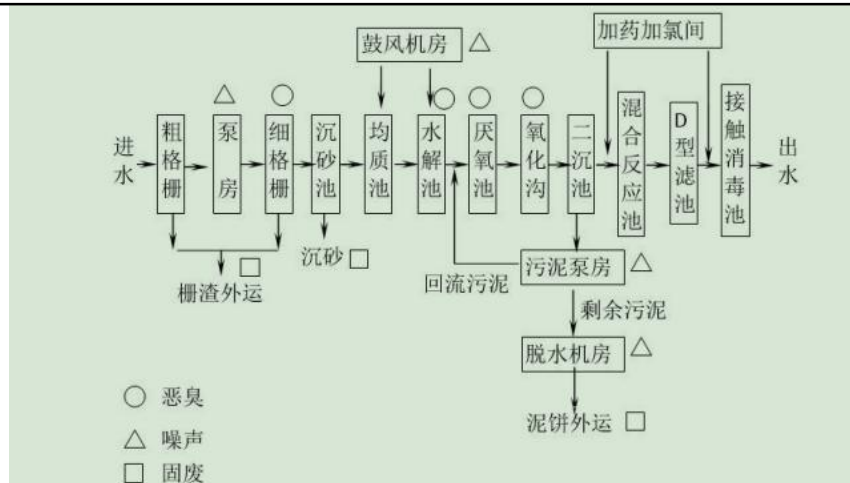 鼓风机房
加药加氯间
进水
粗格栅
泵房
细格栅
沉砂池
均质池
水解池
厌氧池
氧化沟
二沉池
混合反应池
D型滤池
接触消毒池
出水
沉砂
栅渣外运
回流污泥
污泥泵房
剩余污泥
脱水机房
泥饼外运
恶臭
噪声
固废